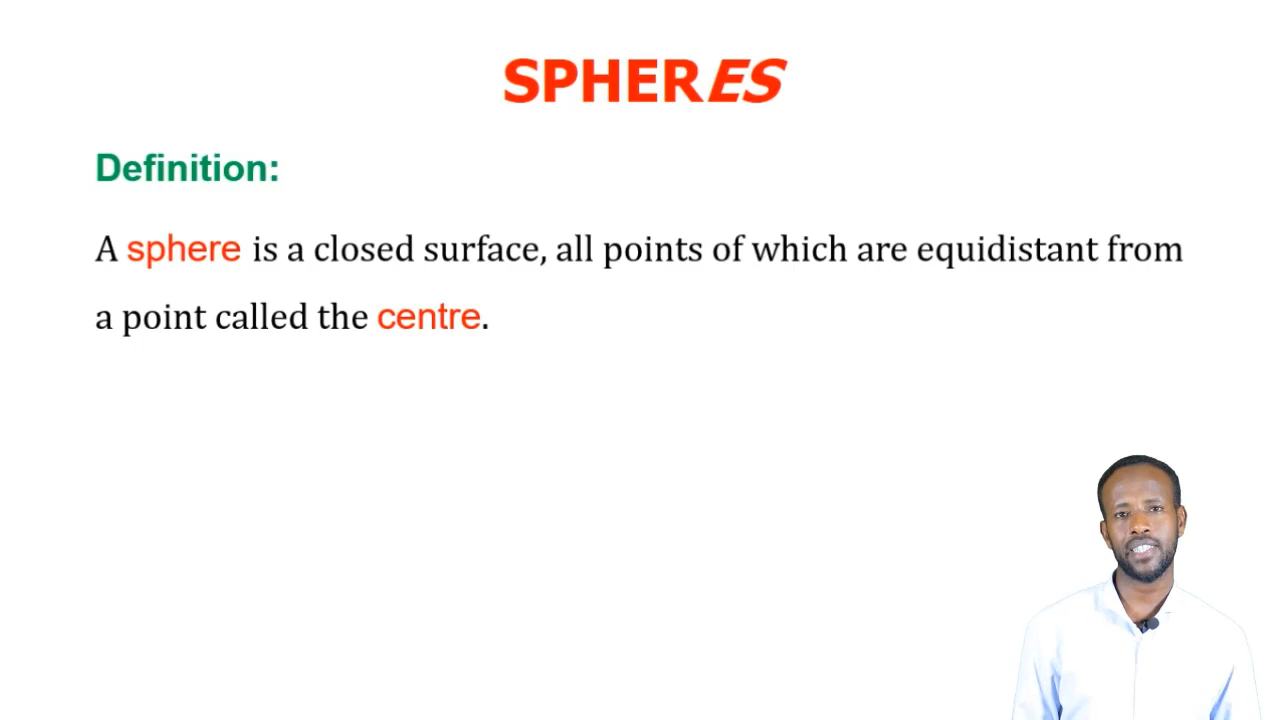 SPHERES
Definition:
A sphere is a closed surface, all points of which are equidistant from
a point called the centre.